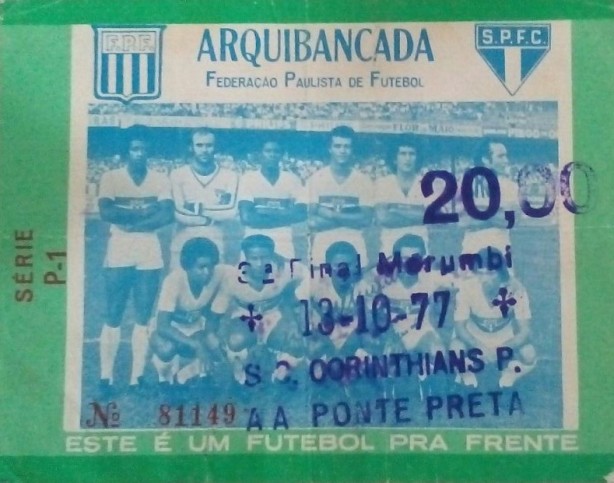 F.P.F.
ARQUIBANCADA
FEDERAÇÃO PAULISTA DE FUTEBOL
S.P.F.C.
20,00
SÉRIE
P-1
3ª Final Morumbi
13-10-77
S.C. CORINTHIANS P.
A A PONTE PRETA
Nº 81149
ESTE É UM FUTEBOL PRA FRENTE